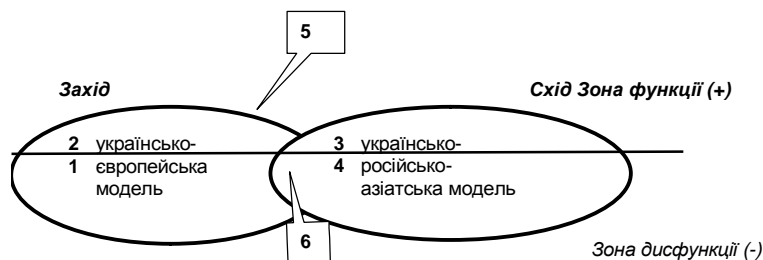 5
Захід Схід Зона функції (+)
2 українсько- 3 українсько-
1 європейська 4 російсько-
модель азіатська модель
6
Зона дисфункції (-)